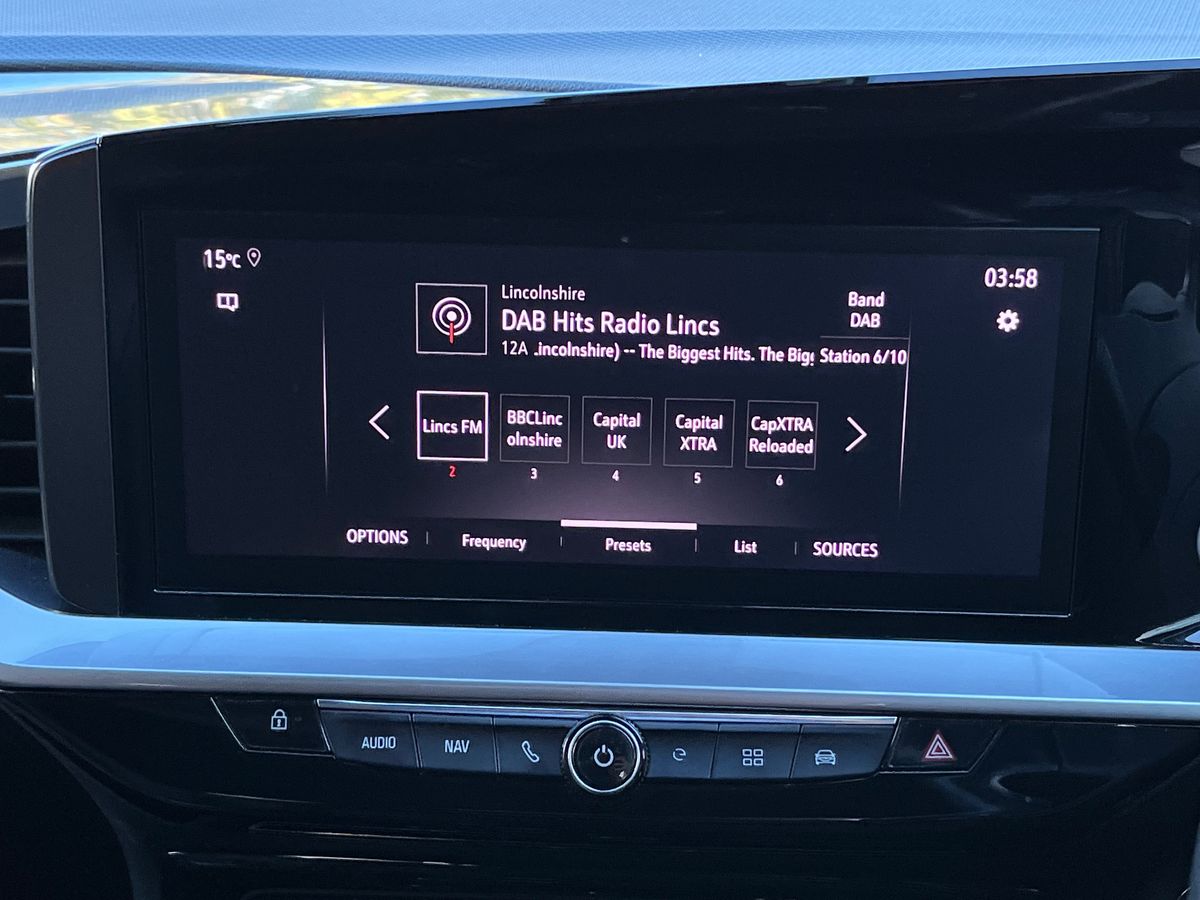 15°C
03:58
Lincolnshire
DAB Hits Radio Lincs
12A .incolnshire) -- The Biggest Hits. The Big
Band
DAB
Station 6/10
Lincs FM
BBCLinc
olnshire
Capital
UK
Capital
XTRA
CapXTRA
Reloaded
2
3
4
5
6
OPTIONS
Frequency
Presets
List
SOURCES
AUDIO
NAV